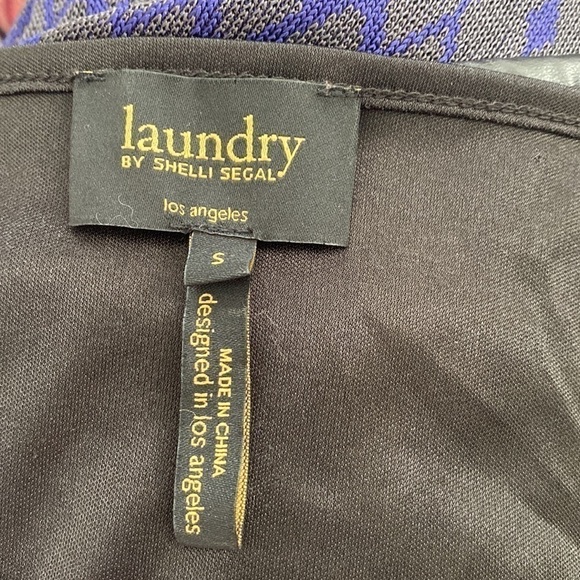 laundry
BY SHELLI SEGAL
los angeles
S
MADE IN CHINA
designed in los angeles